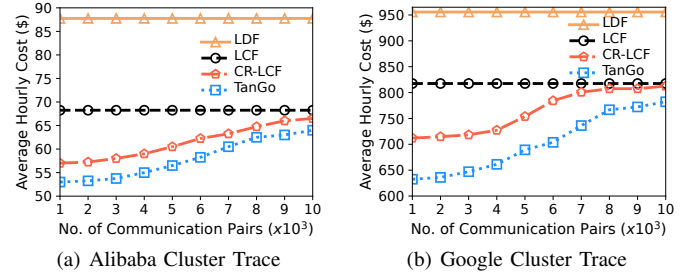 Average Hourly Cost ($)
90
85
80
75
70
65
60
55
50
LDF
LCF
CR-LCF
TanGo
1 2 3 4 5 6 7 8 9 10
No. of Communication Pairs (x10³)
(a) Alibaba Cluster Trace
Average Hourly Cost ($)
950
900
850
800
750
700
650
600
LDF
LCF
CR-LCF
TanGo
1 2 3 4 5 6 7 8 9 10
No. of Communication Pairs (x10³)
(b) Google Cluster Trace